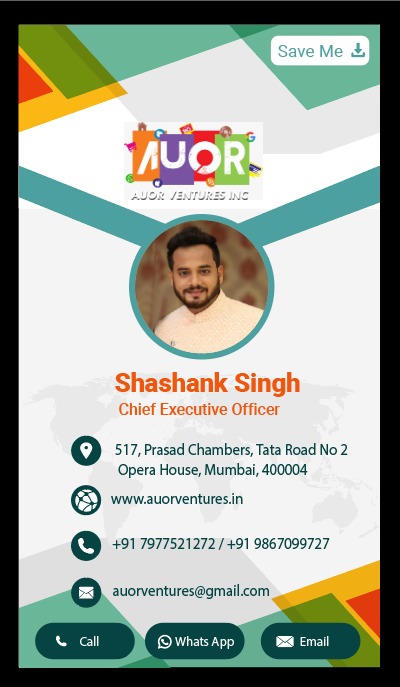 Save Me
AUOR
AUOR VENTURES INC
Shashank Singh
Chief Executive Officer
517, Prasad Chambers, Tata Road No 2
Opera House, Mumbai, 400004
www.auorventures.in
+91 7977521272 / +91 9867099727
auorventures@gmail.com
Call
Whats App
Email